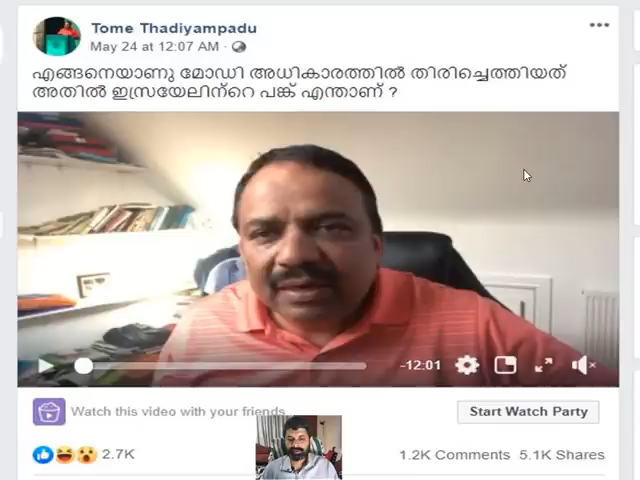 Tome Thadiyampadu
May 24 at 12:07 AM ·
എങ്ങനെയാണു മോഡി അധികാരത്തിൽ തിരിച്ചെത്തിയത്
അതിൽ ഇസ്രയേലിന്റെ പങ്ക് എന്താണ് ?
-12:01
Watch this video with your friends
Start Watch Party
2.7K
1.2K Comments 5.1K Shares